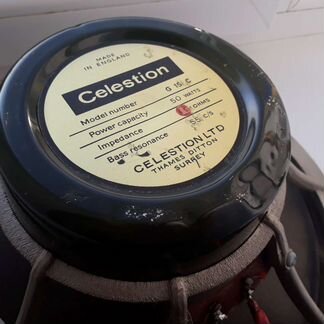 MADE
IN ENGLAND
Celestion
Model number G 15 C
Power capacity 50 WATTS
Impedance OHMS
Bass resonance 55 C/S
CELESTION LTD
THAMES DITTON
SURREY